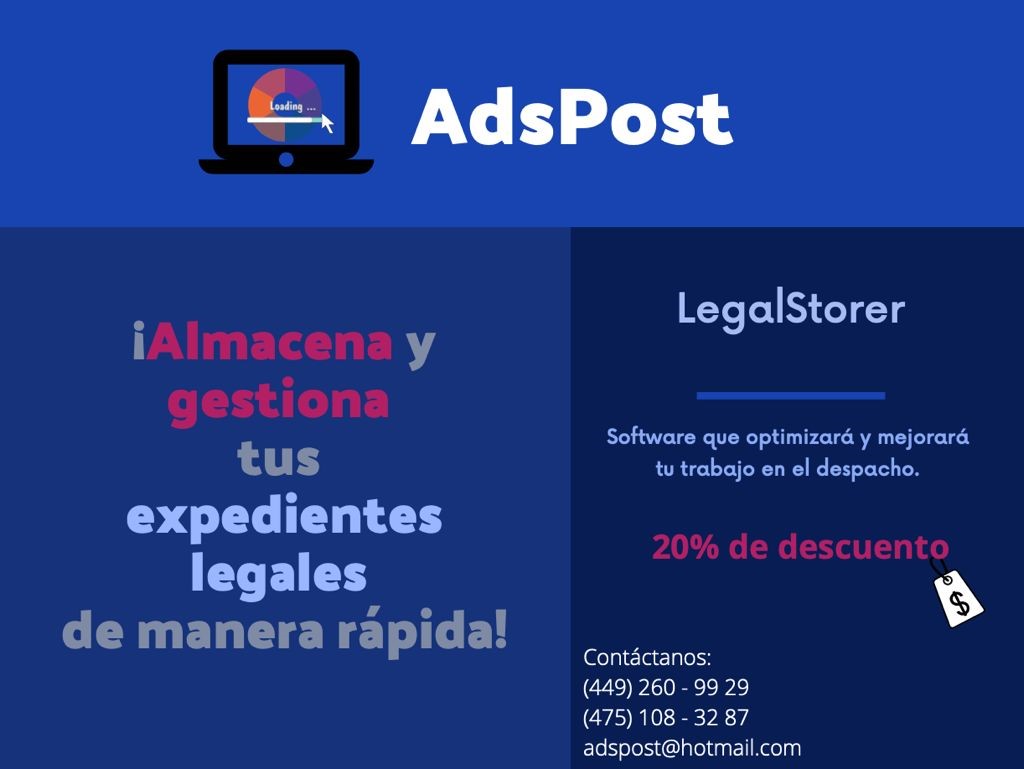 Loading ...
AdsPost
¡Almacena y
gestiona
tus
expedientes
legales
de manera rápida!
LegalStorer
Software que optimizará y mejorará
tu trabajo en el despacho.
20% de descuento
$
Contáctanos:
(449) 260 - 99 29
(475) 108 - 32 87
adspost@hotmail.com